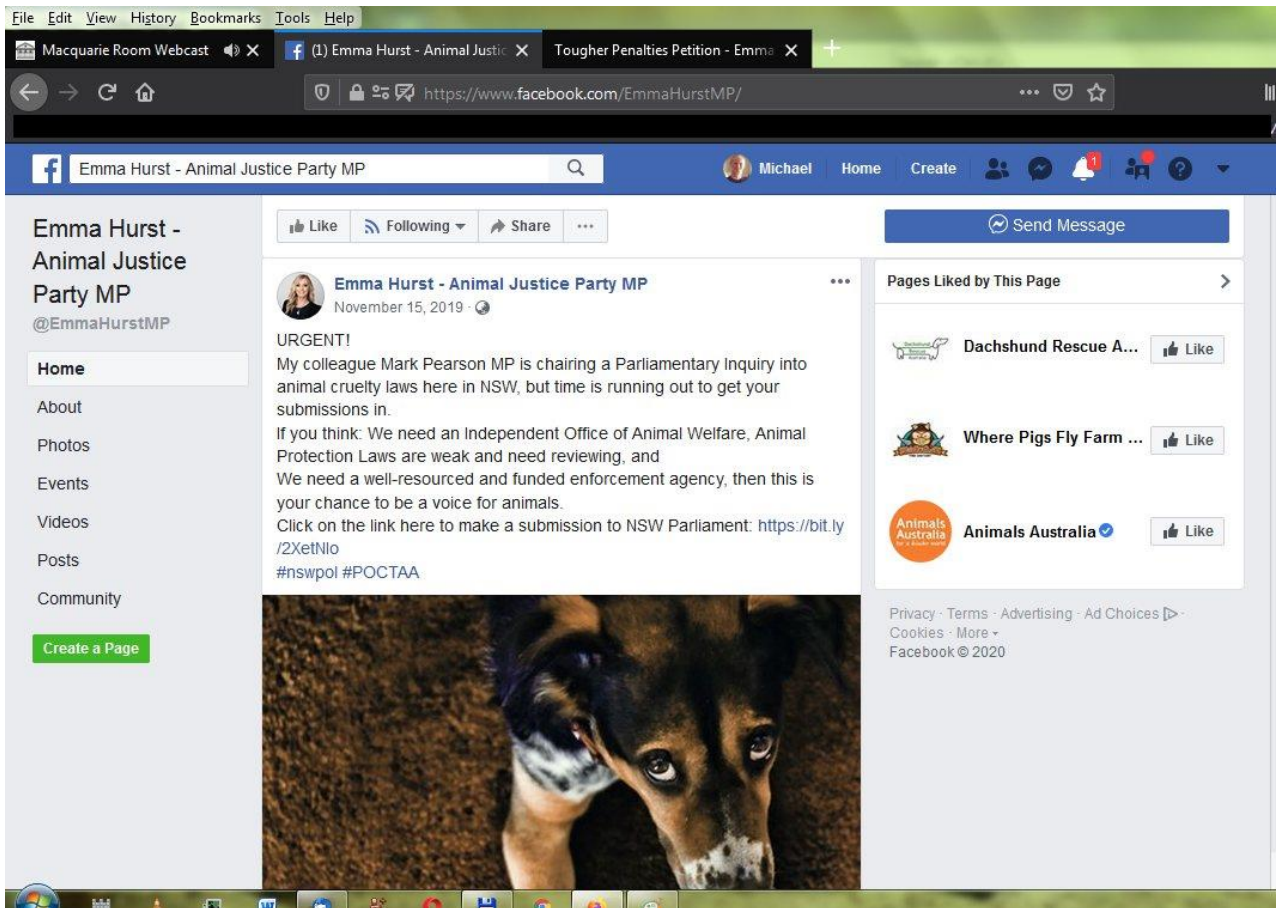 File Edit View History Bookmarks Tools Help
Macquarie Room Webcast
(1) Emma Hurst - Animal Justic
Tougher Penalties Petition - Emma
https://www.facebook.com/EmmaHurstMP/
Emma Hurst - Animal Justice Party MP
Michael Home Create
1
Emma Hurst -
Animal Justice
Party MP
@EmmaHurstMP
Home
About
Photos
Events
Videos
Posts
Community
Create a Page
Like Following Share
Emma Hurst - Animal Justice Party MP
November 15, 2019
URGENT!
My colleague Mark Pearson MP is chairing a Parliamentary Inquiry into
animal cruelty laws here in NSW, but time is running out to get your
submissions in.
If you think: We need an Independent Office of Animal Welfare, Animal
Protection Laws are weak and need reviewing, and
We need a well-resourced and funded enforcement agency, then this is
your chance to be a voice for animals.
Click on the link here to make a submission to NSW Parliament: https://bit.ly
/2XetNlo
#nswpol #POCTAA
Send Message
Pages Liked by This Page
Dachshund Rescue A... Like
Where Pigs Fly Farm ... Like
Animals
Australia
Animals Australia Like
Privacy · Terms · Advertising · Ad Choices ·
Cookies · More
Facebook © 2020